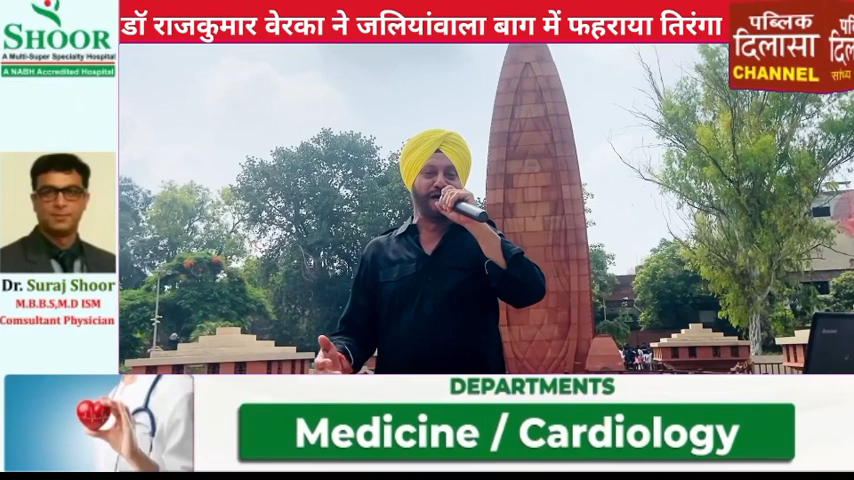 SHOOR
A Multi-Super Specialty Hospital
A NABH Accredited Hospital
डॉ राजकुमार वेरका ने जलियांवाला बाग में फहराया तिरंगा
पब्लिक
दिलासा
CHANNEL
Dr. Suraj Shoor
M.B.B.S,M.D ISM
Comsultant Physician
DEPARTMENTS
Medicine / Cardiology